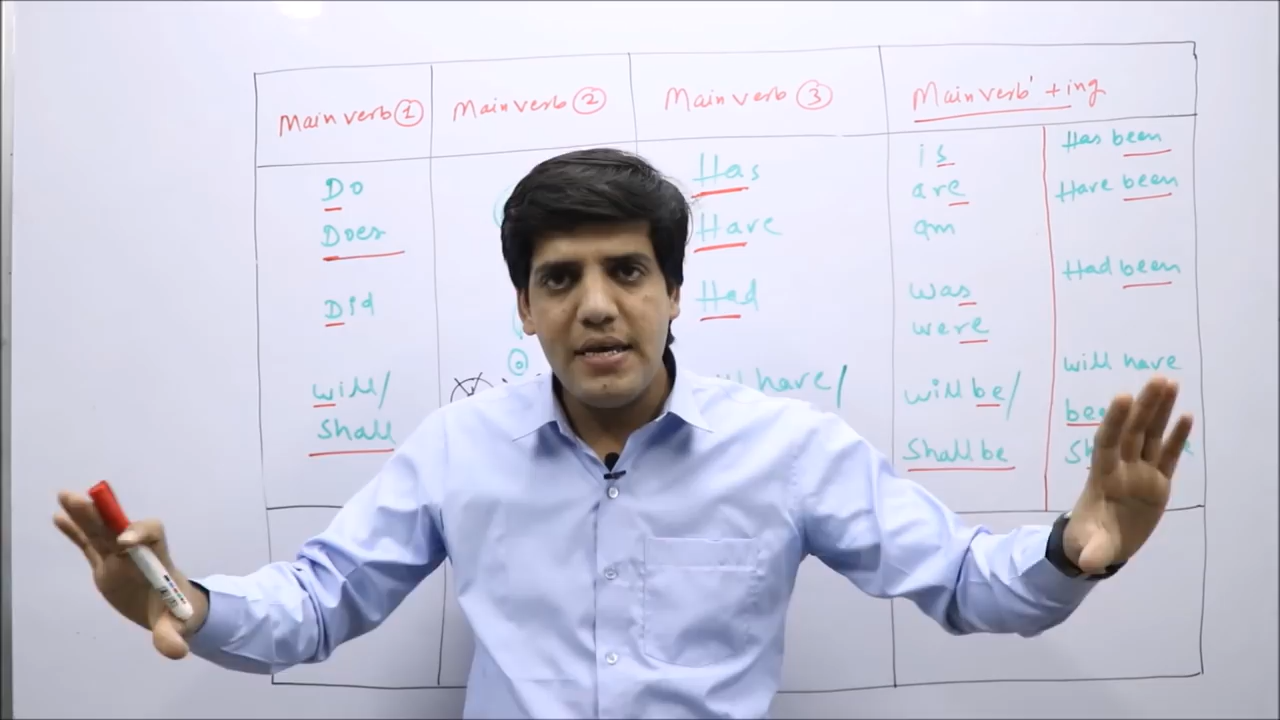 Main verb ①
Main verb ②
Main verb ③
Main verb' + ing
Do
Does
Did
will/
Shall
Has
Have
Had
have/
is
are
am
was
were
will be/
Shall be
Has been
Have been
Had been
will have